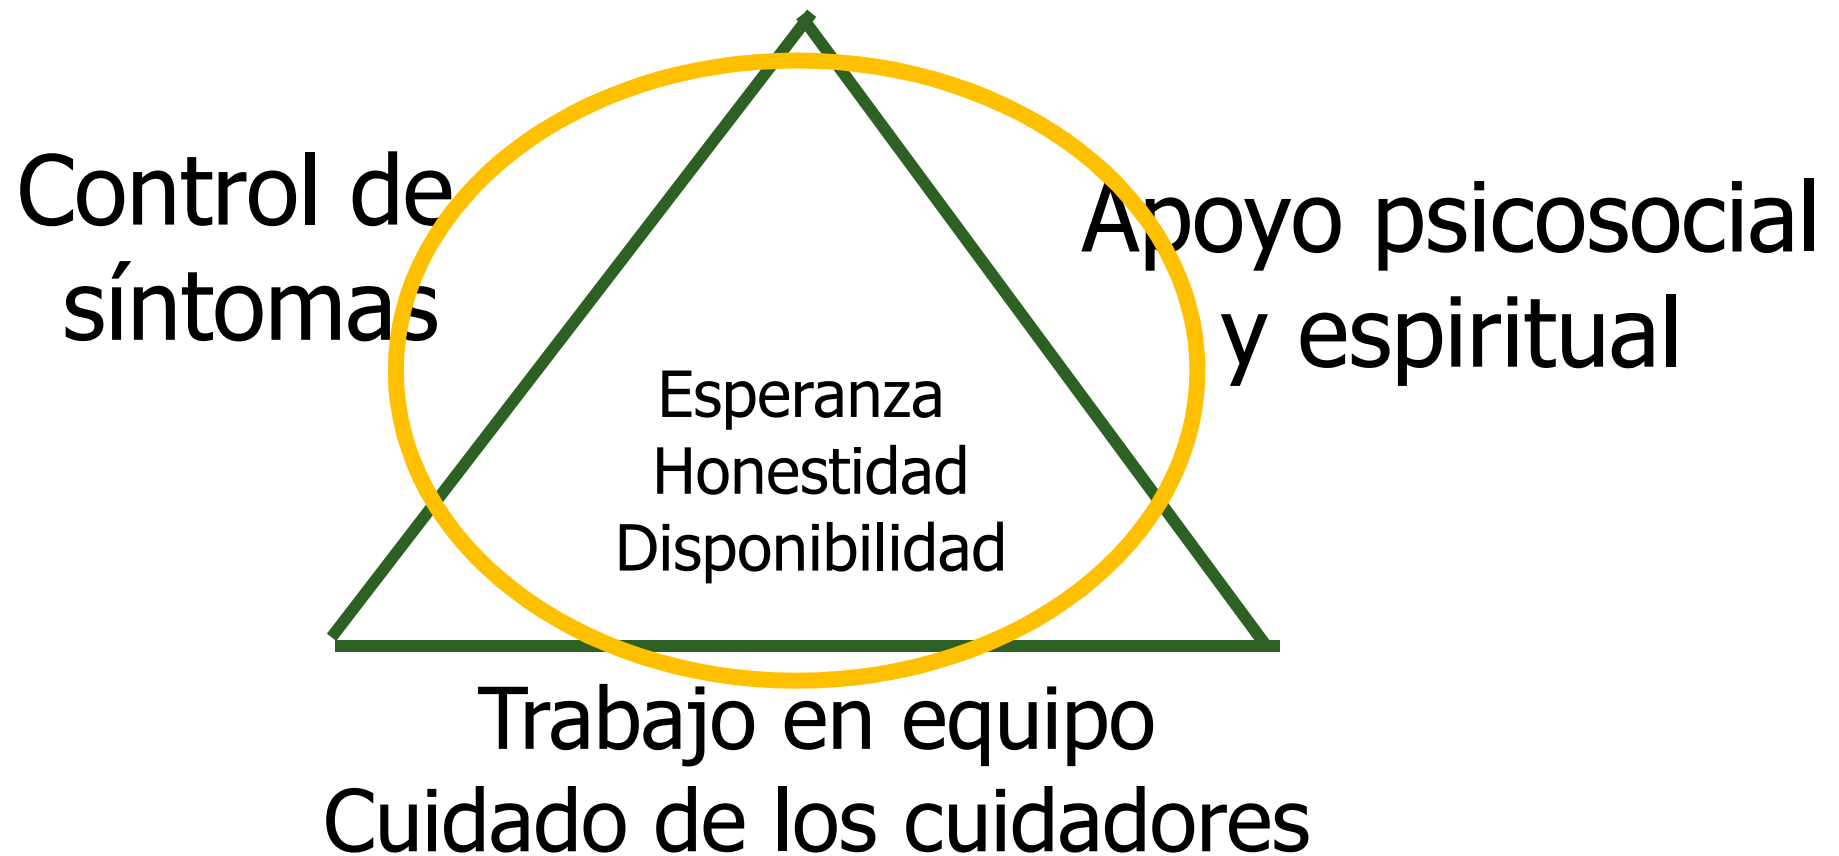 Control de
síntomas
Apoyo psicosocial
y espiritual
Esperanza
Honestidad
Disponibilidad
Trabajo en equipo
Cuidado de los cuidadores